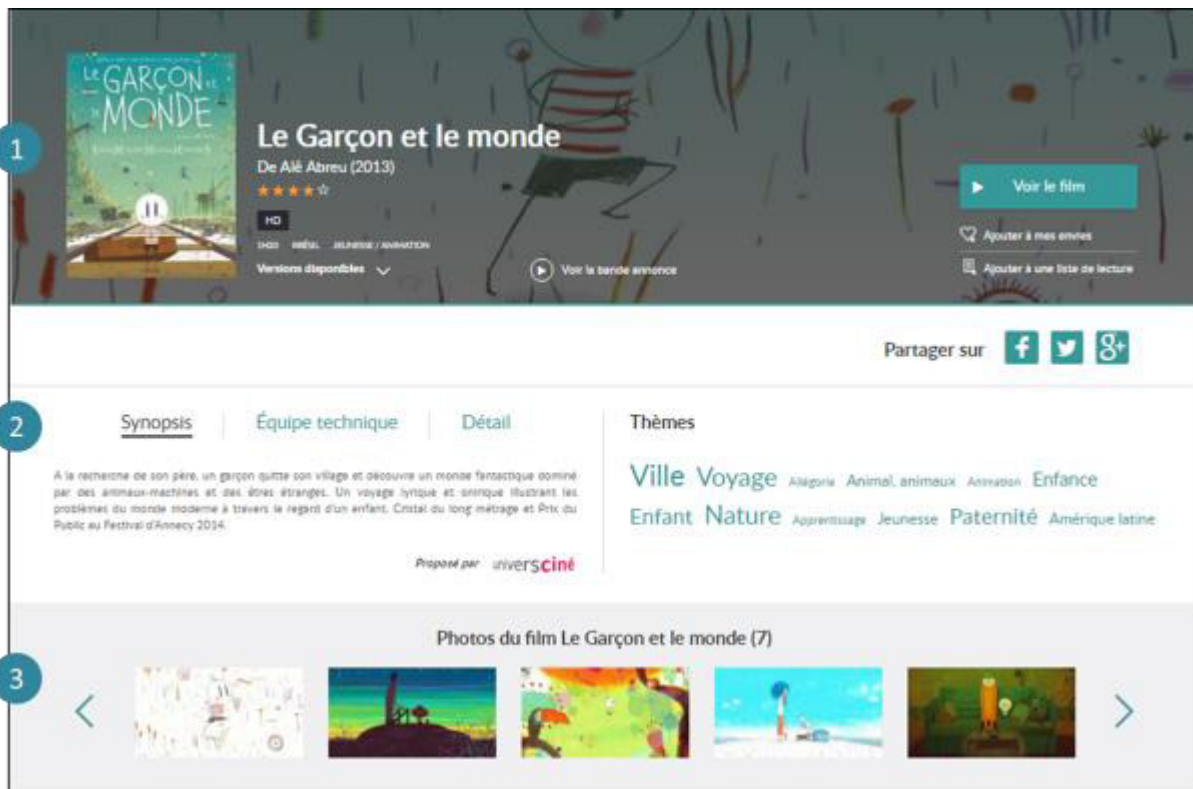 LE GARÇON ET
LE MONDE
1
Le Garçon et le monde
De Alê Abreu (2013)
HD
1H20 BRÉSIL JEUNESSE / ANIMATION
Versions disponibles
Voir la bande annonce
Voir le film
Ajouter à mes envies
Ajouter à une liste de lecture
Partager sur
f
g+
2
Synopsis Équipe technique Détail
A la recherche de son père, un garçon quitte son village et découvre un monde fantastique dominé
par des animaux-machines et des êtres étranges. Un voyage lyrique et onirique illustrant les
problèmes du monde moderne à travers le regard d'un enfant. Cristal du long métrage et Prix du
Public au Festival d'Annecy 2014.
Proposé par universciné
Thèmes
Ville Voyage Allégorie Animal, animaux Animation Enfance
Enfant Nature Apprentissage Jeunesse Paternité Amérique latine
3
Photos du film Le Garçon et le monde (7)